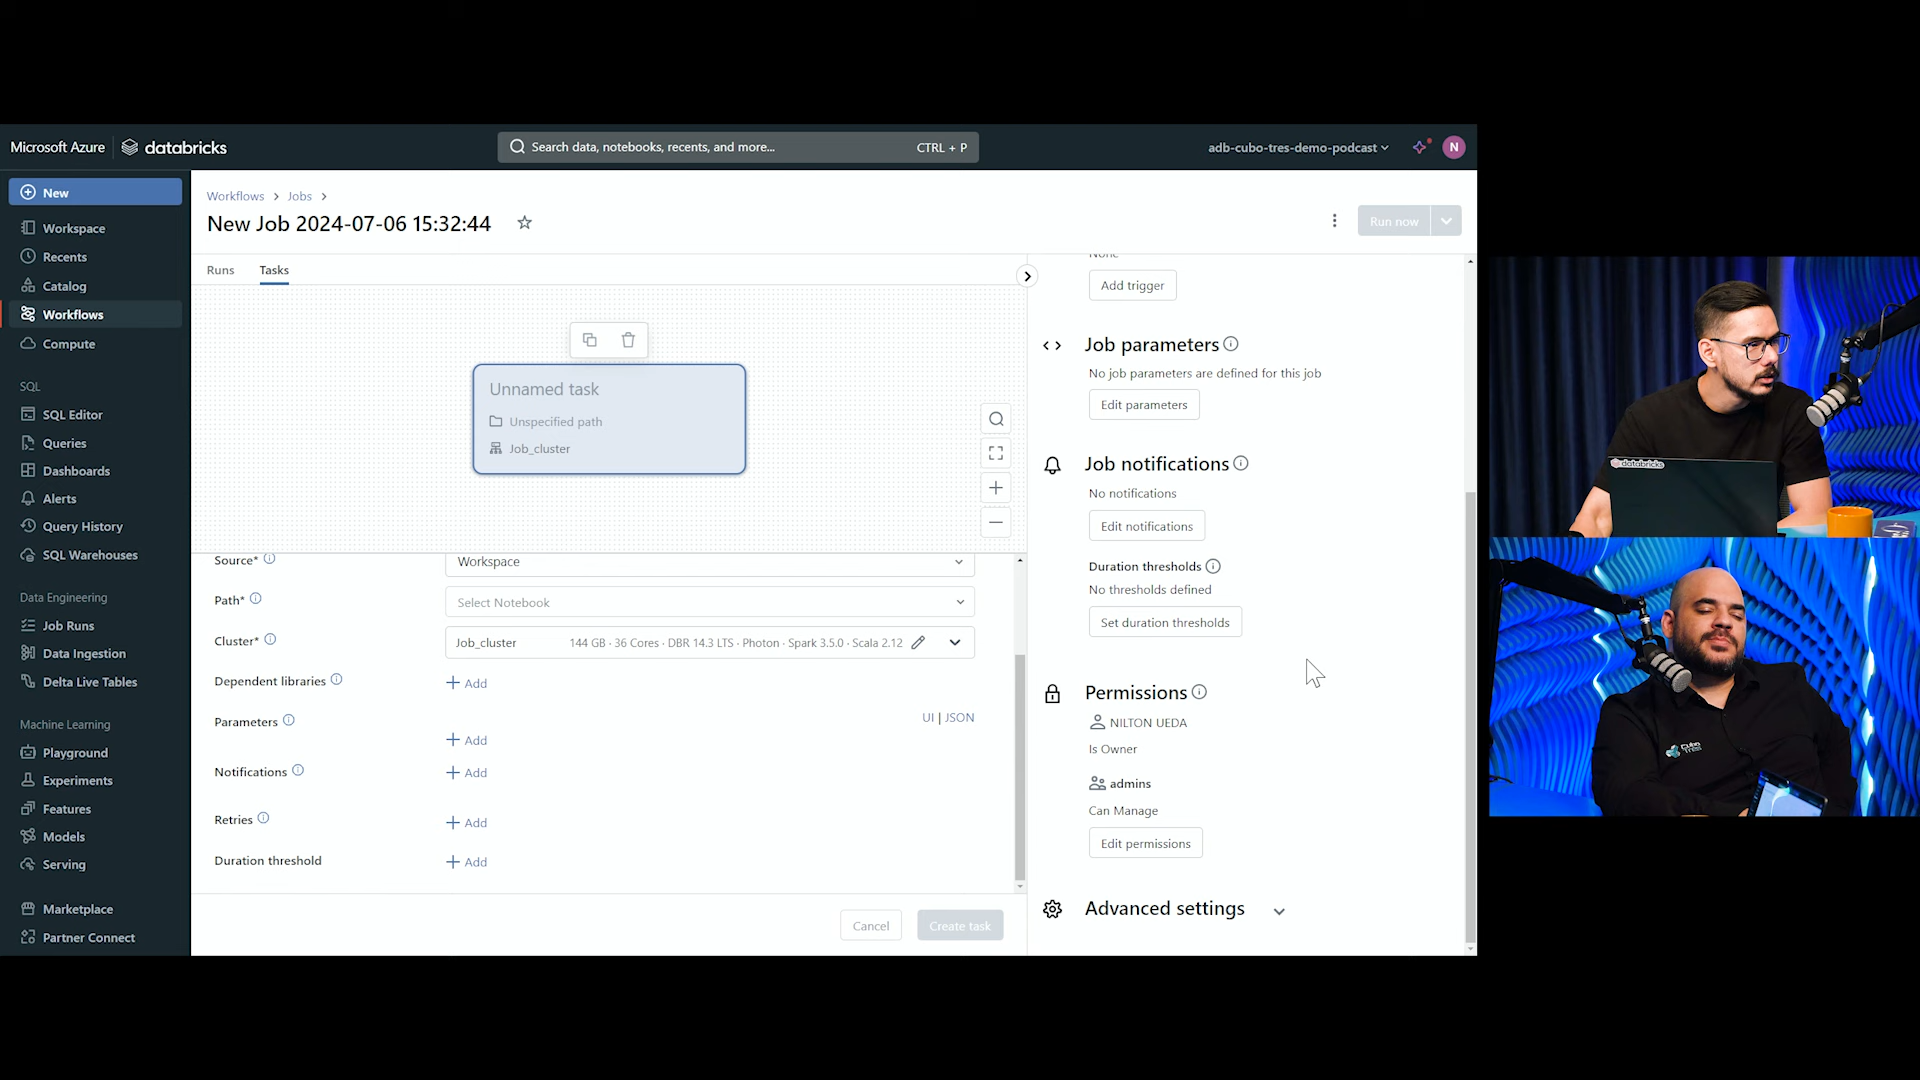 Microsoft Azure
databricks
Search data, notebooks, recents, and more...
CTRL + P
adb-cubo-tres-demo-podcast
N
New
Workspace
Recents
Catalog
Workflows
Compute
SQL
SQL Editor
Queries
Dashboards
Alerts
Query History
SQL Warehouses
Data Engineering
Job Runs
Data Ingestion
Delta Live Tables
Machine Learning
Playground
Experiments
Features
Models
Serving
Marketplace
Partner Connect
Workflows > Jobs >
New Job 2024-07-06 15:32:44
Run now
Runs
Tasks
Unnamed task
Unspecified path
Job_cluster
Source*
Workspace
Path*
Select Notebook
Cluster*
Job_cluster
144 GB · 36 Cores · DBR 14.3 LTS · Photon · Spark 3.5.0 · Scala 2.12
Dependent libraries
+ Add
Parameters
UI | JSON
+ Add
Notifications
+ Add
Retries
+ Add
Duration threshold
+ Add
Cancel
Create task
None
Add trigger
Job parameters
No job parameters are defined for this job
Edit parameters
Job notifications
No notifications
Edit notifications
Duration thresholds
No thresholds defined
Set duration thresholds
Permissions
NILTON UEDA
Is Owner
admins
Can Manage
Edit permissions
Advanced settings
databricks
Cubo
Três